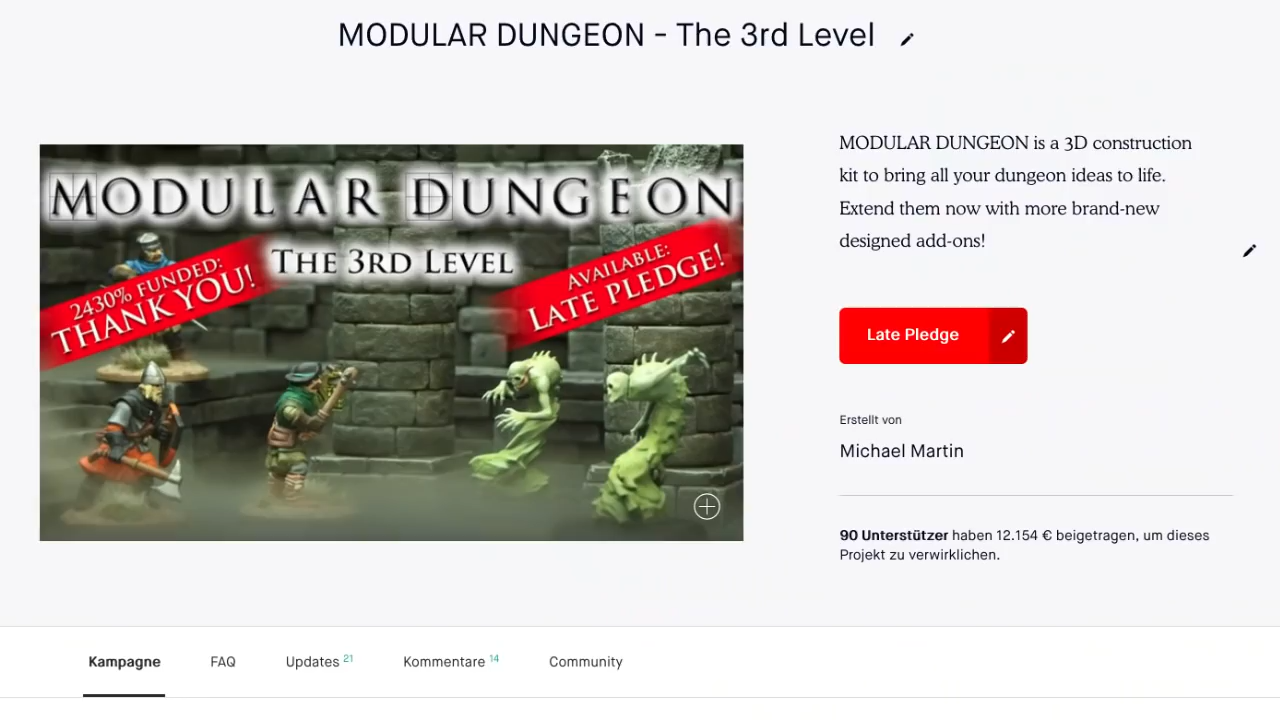 MODULAR DUNGEON - The 3rd Level
MODULAR DUNGEON
THE 3RD LEVEL
2430% FUNDED:
THANK YOU!
AVAILABLE:
LATE PLEDGE!
MODULAR DUNGEON is a 3D construction
kit to bring all your dungeon ideas to life.
Extend them now with more brand-new
designed add-ons!
Late Pledge
Erstellt von
Michael Martin
90 Unterstützer haben 12.154 € beigetragen, um dieses
Projekt zu verwirklichen.
Kampagne FAQ Updates 21 Kommentare 14 Community